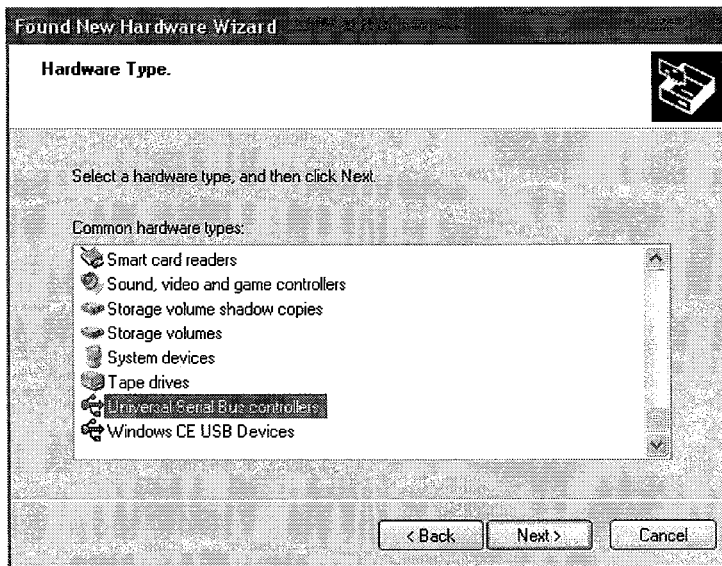 Found New Hardware Wizard
Hardware Type.
Select a hardware type, and then click Next.
Common hardware types:
Smart card readers
Sound, video and game controllers
Storage volume shadow copies
Storage volumes
System devices
Tape drives
Universal Serial Bus controllers
Windows CE USB Devices
< Back Next > Cancel